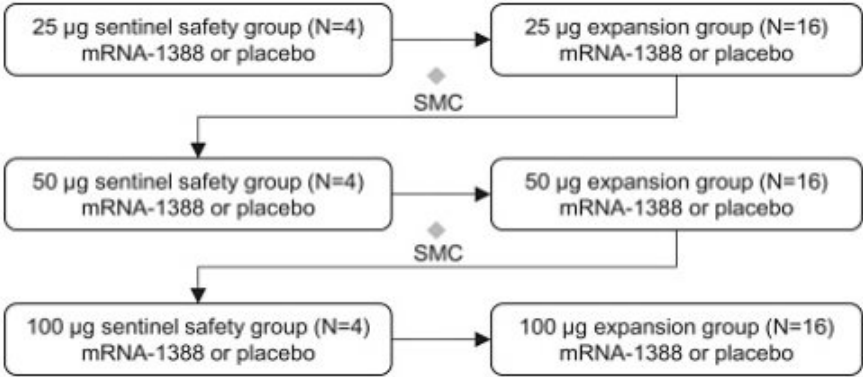 25 µg sentinel safety group (N=4)
mRNA-1388 or placebo
25 µg expansion group (N=16)
mRNA-1388 or placebo
SMC
50 µg sentinel safety group (N=4)
mRNA-1388 or placebo
50 µg expansion group (N=16)
mRNA-1388 or placebo
SMC
100 µg sentinel safety group (N=4)
mRNA-1388 or placebo
100 µg expansion group (N=16)
mRNA-1388 or placebo